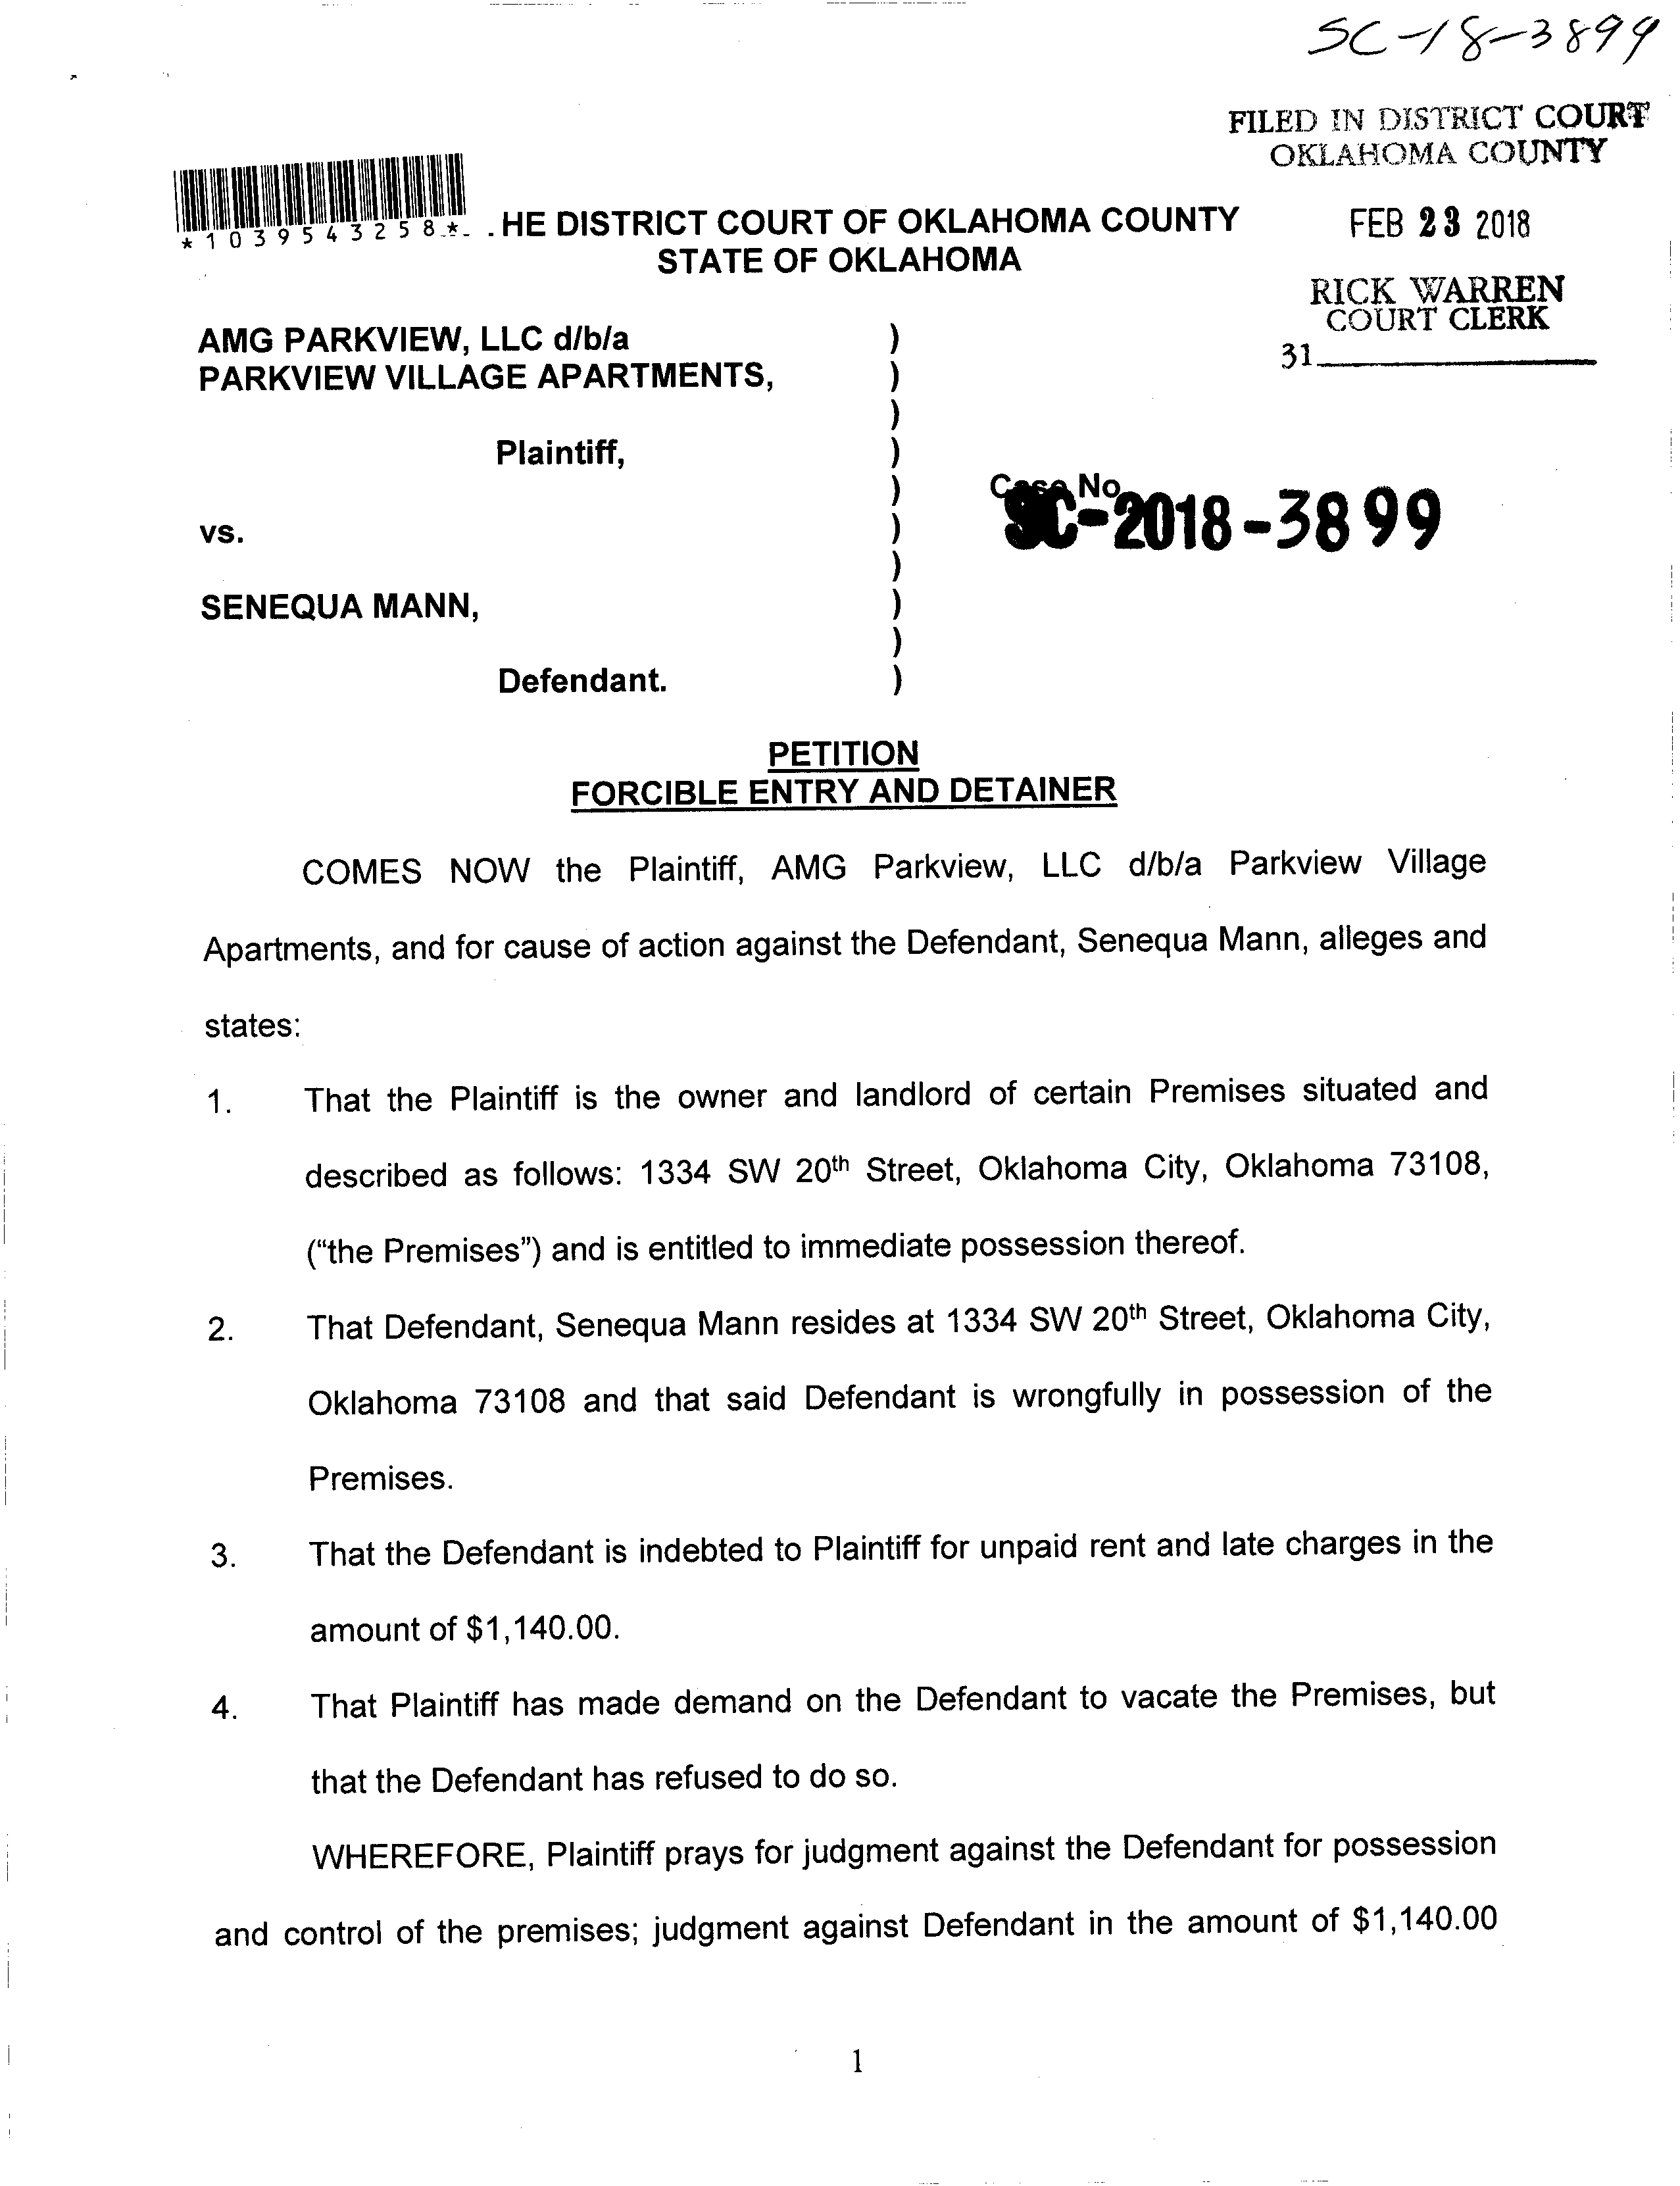 SC-18-3899
FILED IN DISTRICT COURT
OKLAHOMA COUNTY
*1039543258* HE DISTRICT COURT OF OKLAHOMA COUNTY
STATE OF OKLAHOMA
FEB 23 2018
RICK WARREN
COURT CLERK
31
AMG PARKVIEW, LLC d/b/a )
PARKVIEW VILLAGE APARTMENTS, )
)
Plaintiff, )
)
Case No.
SC-2018-3899
vs. )
)
SENEQUA MANN, )
)
Defendant. )
PETITION
FORCIBLE ENTRY AND DETAINER
COMES NOW the Plaintiff, AMG Parkview, LLC d/b/a Parkview Village
Apartments, and for cause of action against the Defendant, Senequa Mann, alleges and
states:
1. That the Plaintiff is the owner and landlord of certain Premises situated and
described as follows: 1334 SW 20th Street, Oklahoma City, Oklahoma 73108,
(“the Premises”) and is entitled to immediate possession thereof.
2. That Defendant, Senequa Mann resides at 1334 SW 20th Street, Oklahoma City,
Oklahoma 73108 and that said Defendant is wrongfully in possession of the
Premises.
3. That the Defendant is indebted to Plaintiff for unpaid rent and late charges in the
amount of $1,140.00.
4. That Plaintiff has made demand on the Defendant to vacate the Premises, but
that the Defendant has refused to do so.
WHEREFORE, Plaintiff prays for judgment against the Defendant for possession
and control of the premises; judgment against Defendant in the amount of $1,140.00
1